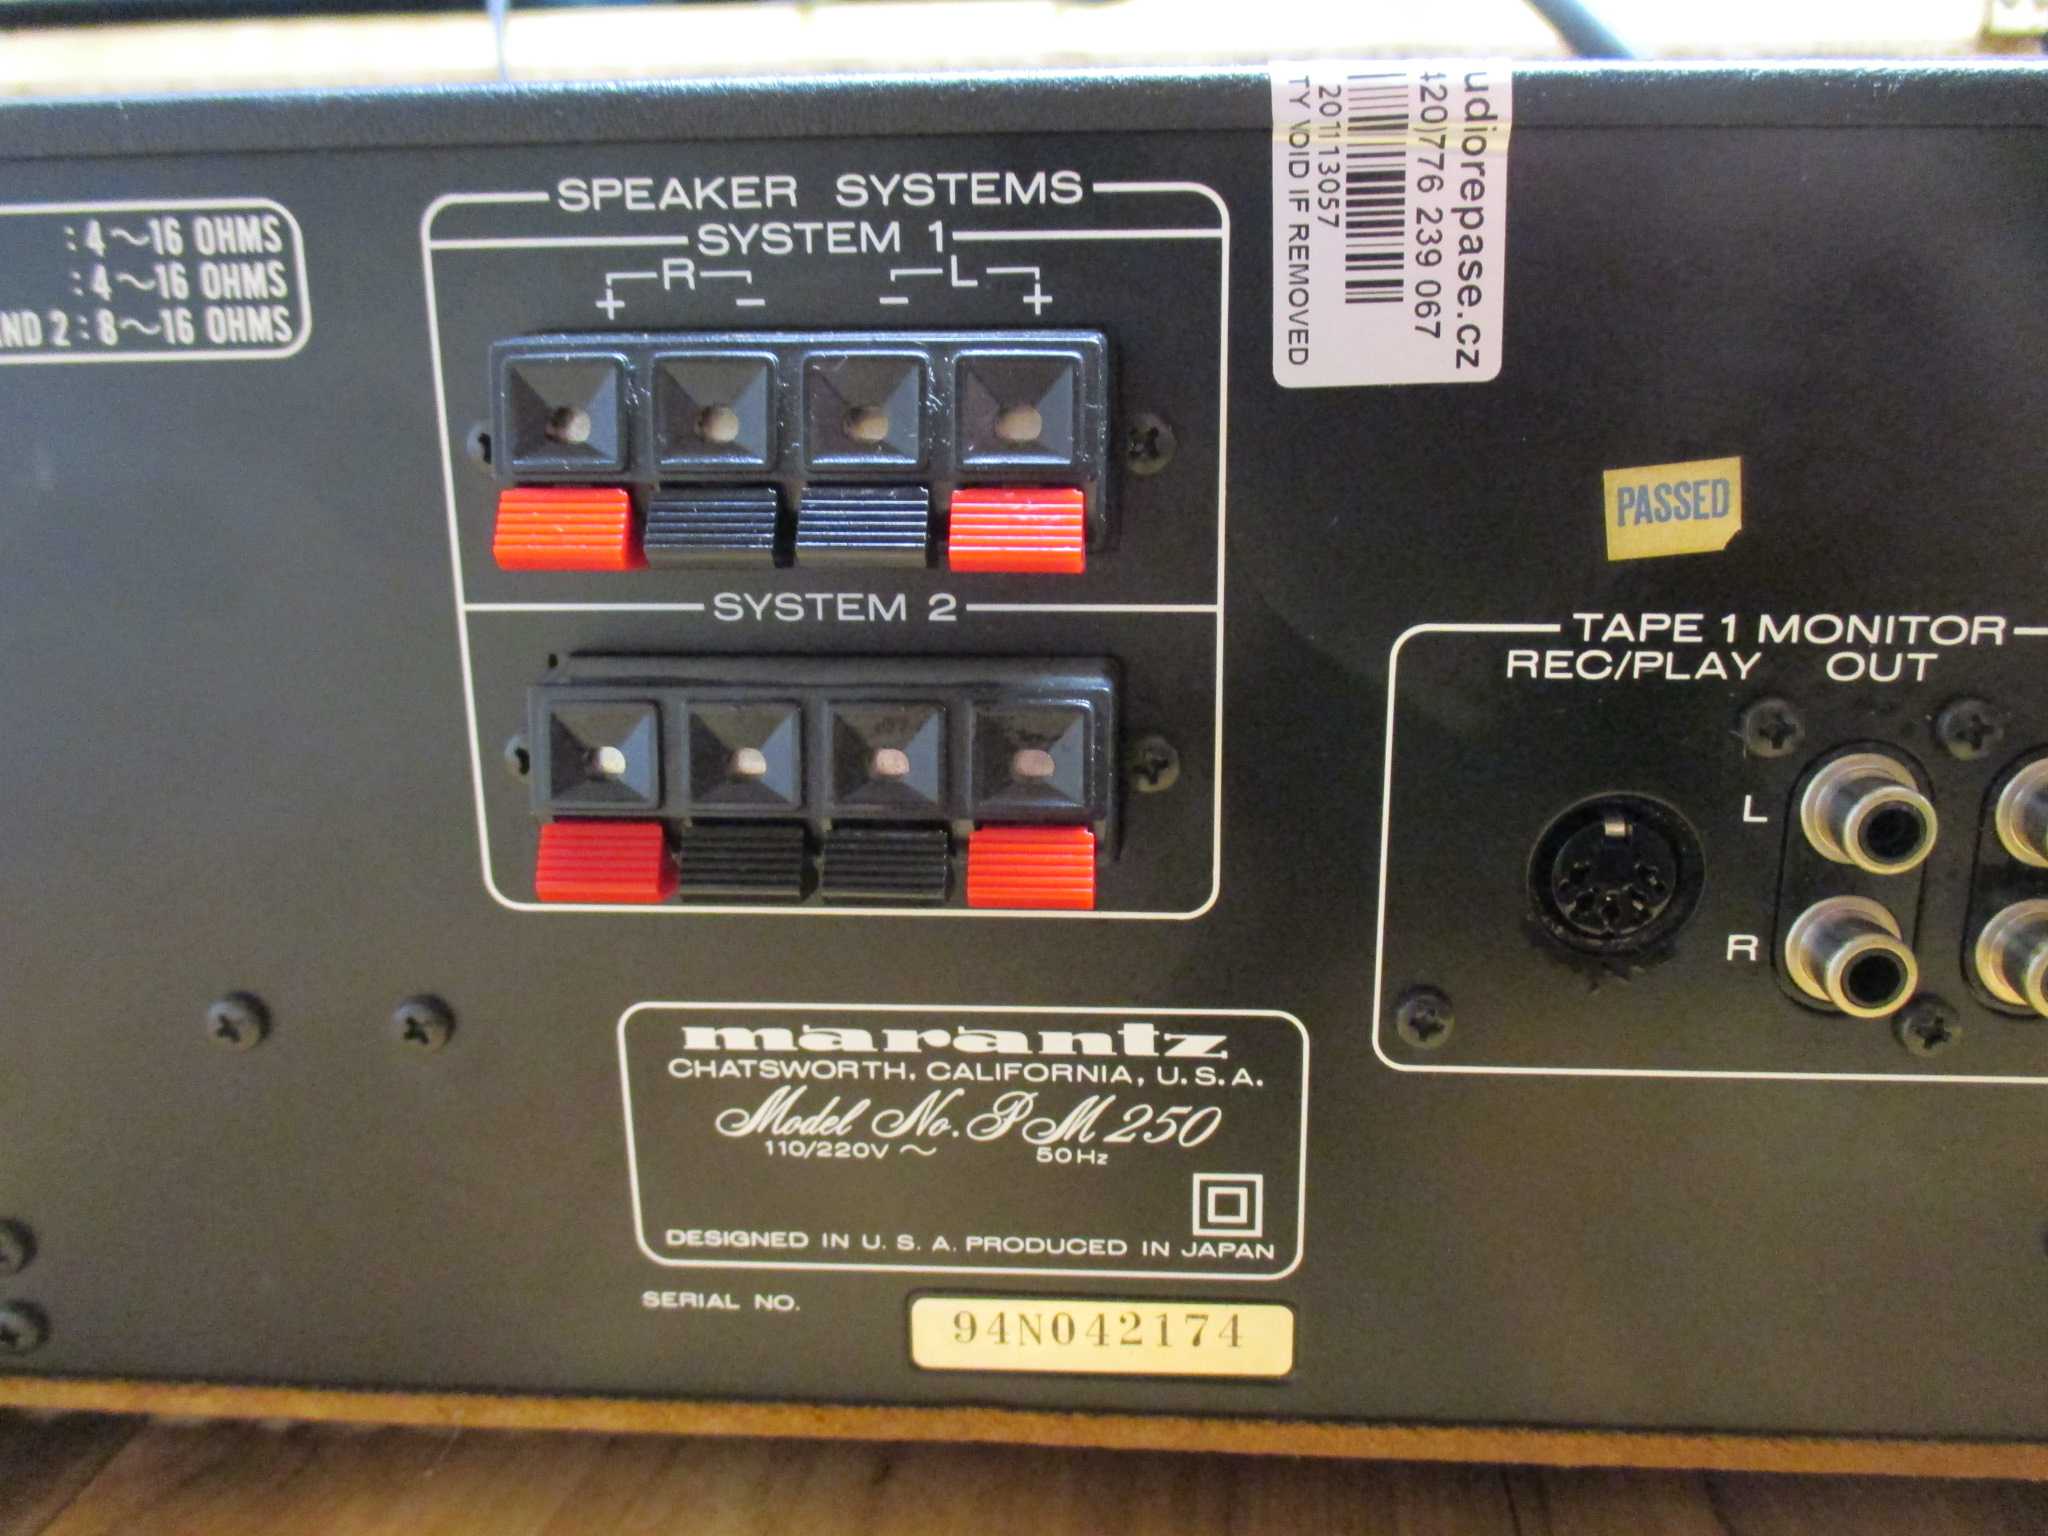 : 4 ～ 16 OHMS
: 4 ～ 16 OHMS
2 : 8 ～ 16 OHMS
SPEAKER SYSTEMS
SYSTEM 1
R L
+ - - +
SYSTEM 2
udiorepase.cz
420)776 239 067
2011113057
TY VOID IF REMOVED
PASSED
TAPE 1 MONITOR
REC/PLAY OUT
L
R
marantz
CHATSWORTH, CALIFORNIA, U.S.A.
Model No. PM 250
110/220V ～ 50Hz
DESIGNED IN U.S.A. PRODUCED IN JAPAN
SERIAL NO. 94N042174